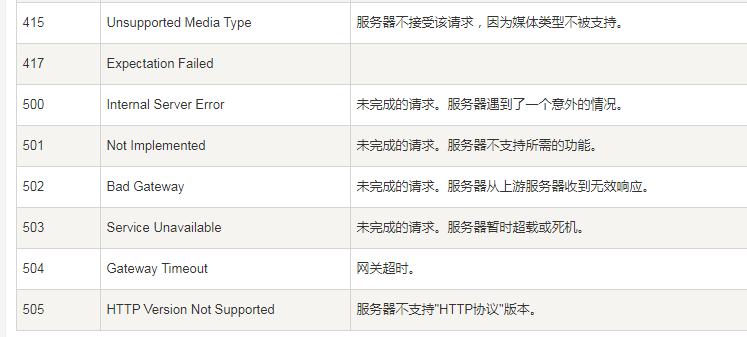 415 Unsupported Media Type 服务器不接受该请求，因为媒体类型不被支持。
417 Expectation Failed
500 Internal Server Error 未完成的请求。服务器遇到了一个意外的情况。
501 Not Implemented 未完成的请求。服务器不支持所需的功能。
502 Bad Gateway 未完成的请求。服务器从上游服务器收到无效响应。
503 Service Unavailable 未完成的请求。服务器暂时超载或死机。
504 Gateway Timeout 网关超时。
505 HTTP Version Not Supported 服务器不支持"HTTP协议"版本。